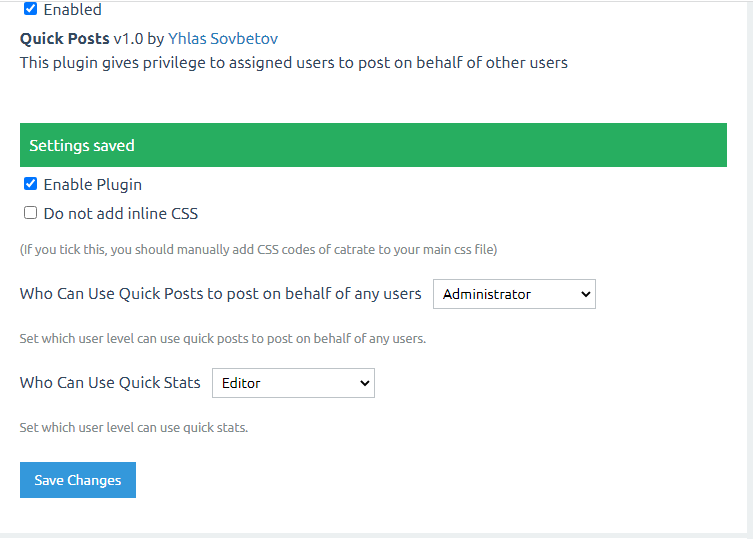 Enabled
Quick Posts v1.0 by Yhlas Sovbetov
This plugin gives privilege to assigned users to post on behalf of other users
Settings saved
Enable Plugin
Do not add inline CSS
(If you tick this, you should manually add CSS codes of catrate to your main css file)
Who Can Use Quick Posts to post on behalf of any users Administrator
Set which user level can use quick posts to post on behalf of any users.
Who Can Use Quick Stats Editor
Set which user level can use quick stats.
Save Changes